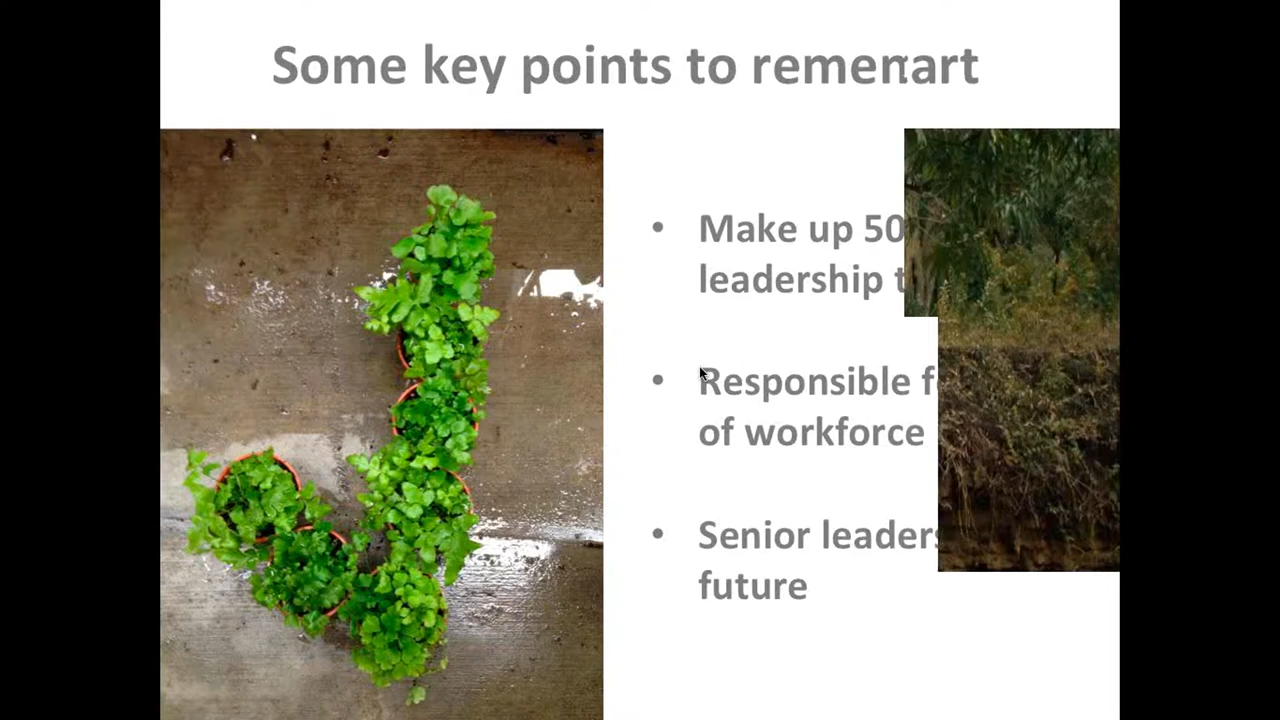 Some key points to remenart
• Make up 50
leadership t
• Responsible f
of workforce
• Senior leaders
future